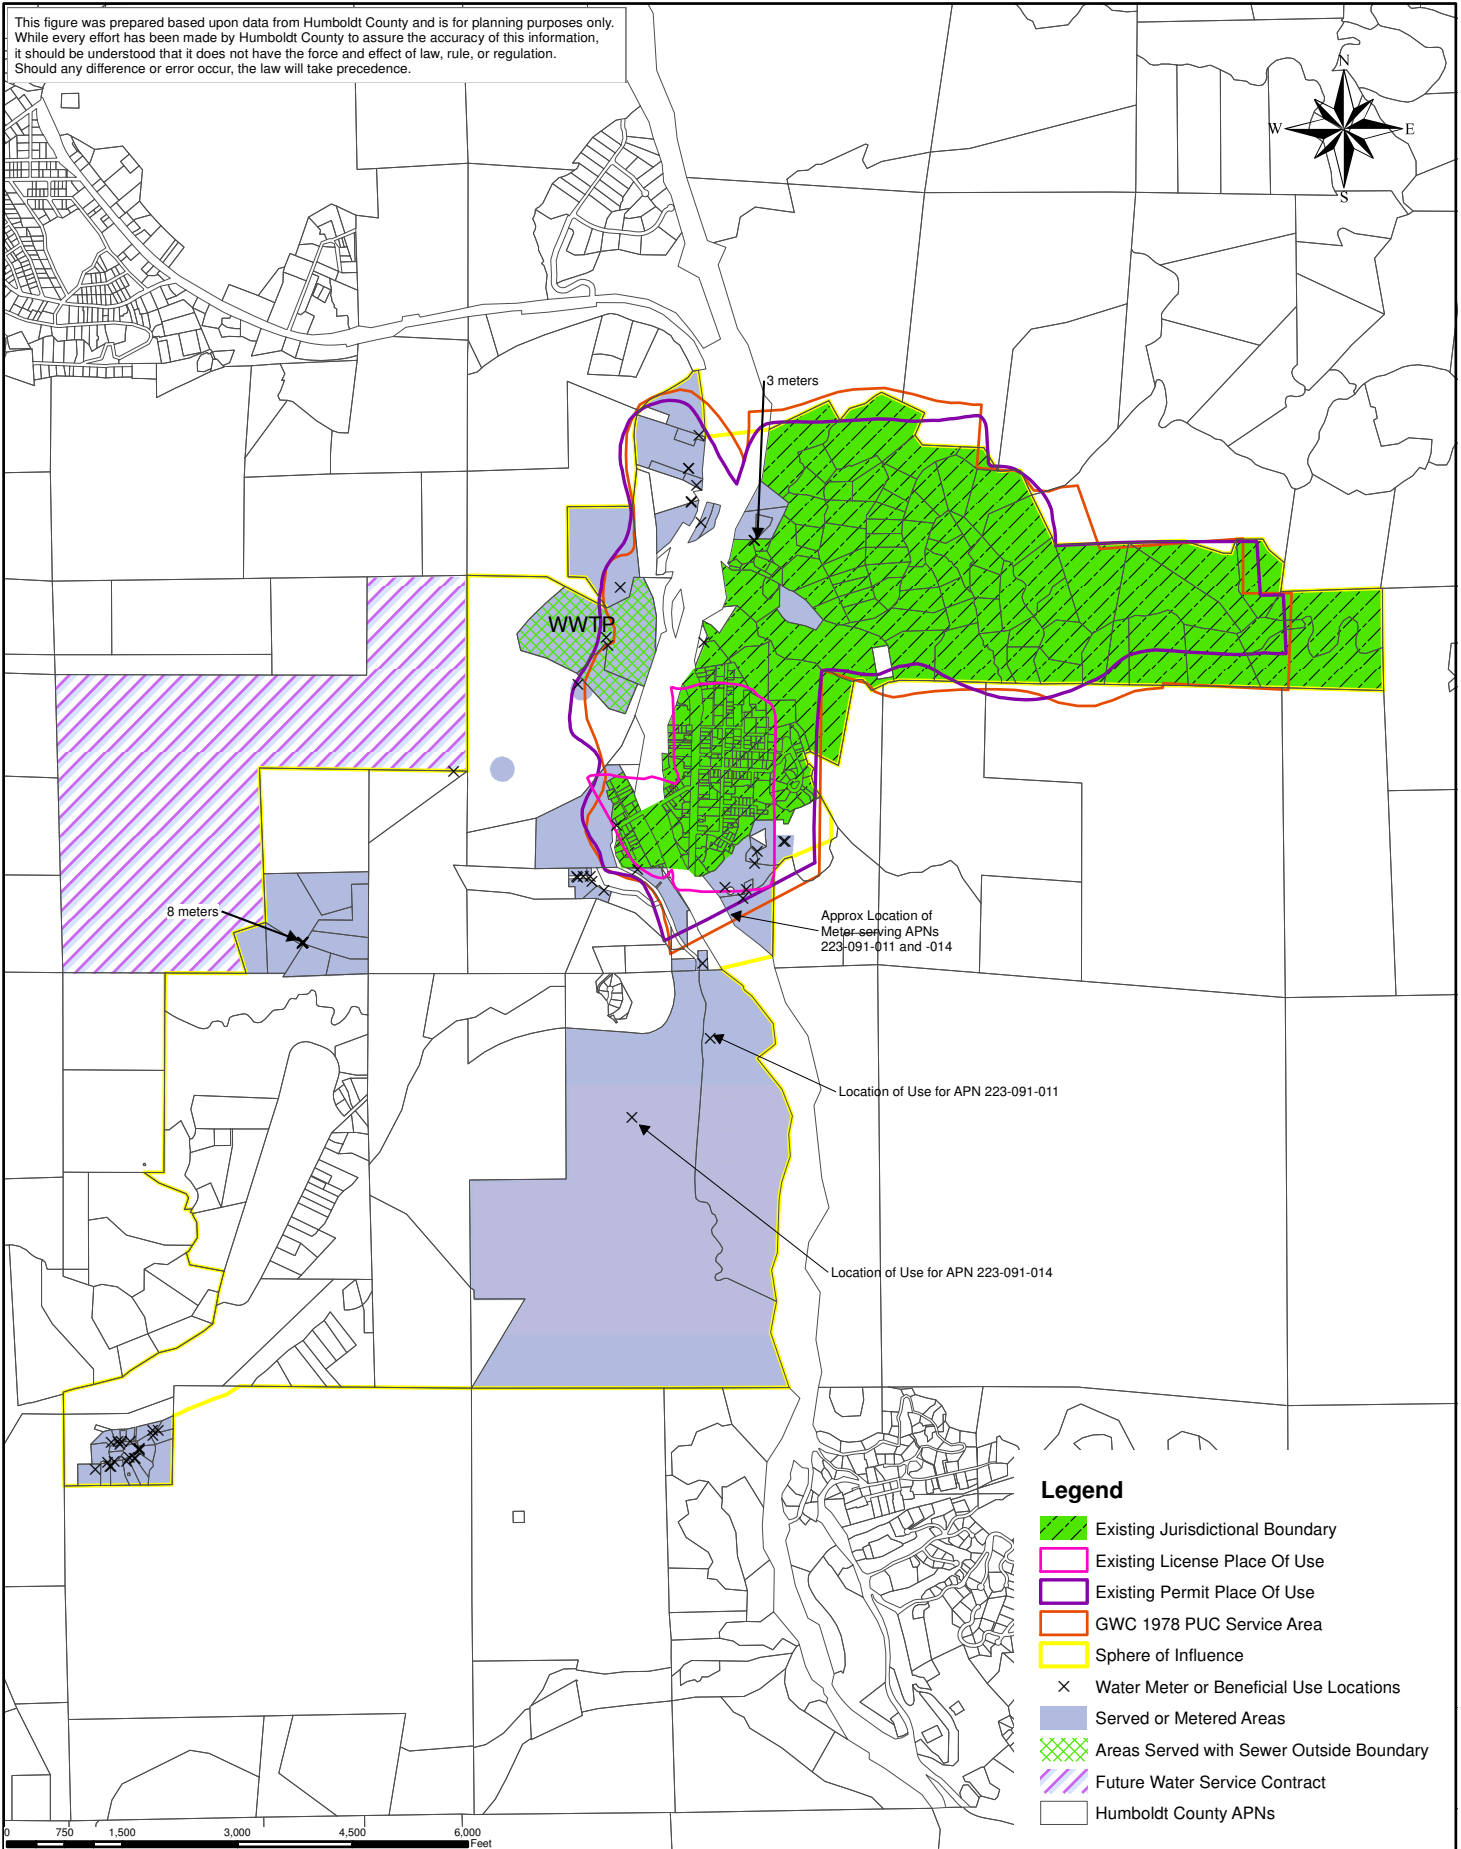 This figure was prepared based upon data from Humboldt County and is for planning purposes only.
While every effort has been made by Humboldt County to assure the accuracy of this information,
it should be understood that it does not have the force and effect of law, rule, or regulation.
Should any difference or error occur, the law will take precedence.
N
W
E
S
3 meters
WWTP
8 meters
Approx Location of
Meter serving APNs
223-091-011 and -014
Location of Use for APN 223-091-011
Location of Use for APN 223-091-014
Legend
Existing Jurisdictional Boundary
Existing License Place Of Use
Existing Permit Place Of Use
GWC 1978 PUC Service Area
Sphere of Influence
Water Meter or Beneficial Use Locations
Served or Metered Areas
Areas Served with Sewer Outside Boundary
Future Water Service Contract
Humboldt County APNs
0 750 1,500 3,000 4,500 6,000
Feet